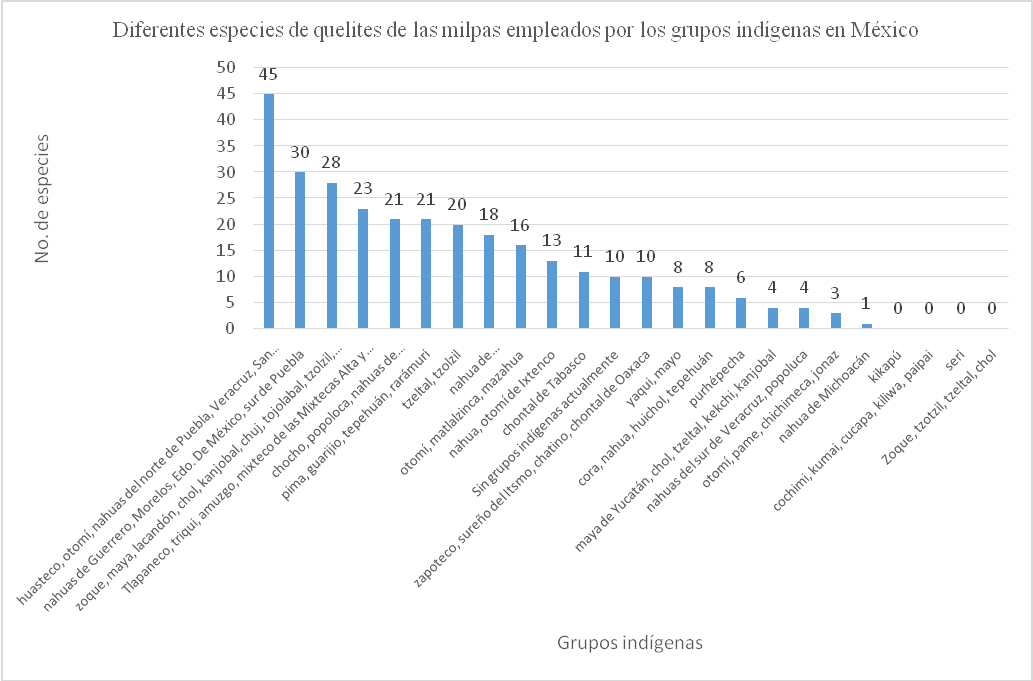 Diferentes especies de quelites de las milpas empleados por los grupos indígenas en México
No. de especies
50
45
40
35
30
25
20
15
10
5
0
45
30
28
23
21
21
20
18
16
13
11
10
10
8
8
6
4
4
3
1
0
0
0
0
huasteco, otomí, nahuas del norte de Puebla, Veracruz, San...
nahuas de Guerrero, Morelos, Edo. De México, sur de Puebla
zoque, maya, lacandón, chol, kanjobal, chuj, tojolabal, tzolzil,...
Tlapaneco, triqui, amuzgo, mixteco de las Mixtecas Alta y...
chocho, popoloca, nahuas de...
pima, guarijio, tepehuán, rarámuri
tzeltal, tzolzil
nahua de...
otomí, matlalzinca, mazahua
nahua, otomí de Ixtenco
chontal de Tabasco
Sin grupos indígenas actualmente
zapoteco, sureño del Itsmo, chatino, chontal de Oaxaca
yaqui, mayo
cora, nahua, huichol, tepehuán
purhépecha
maya de Yucatán, chol, tzeltal, kekchi, kanjobal
nahuas del sur de Veracruz, popoluca
otomí, pame, chichimeca, jonaz
nahua de Michoacán
kikapú
cochimi, kumai, cucapa, kiliwa, paipai
seri
Zoque, tzotzil, tzeltal, chol
Grupos indígenas